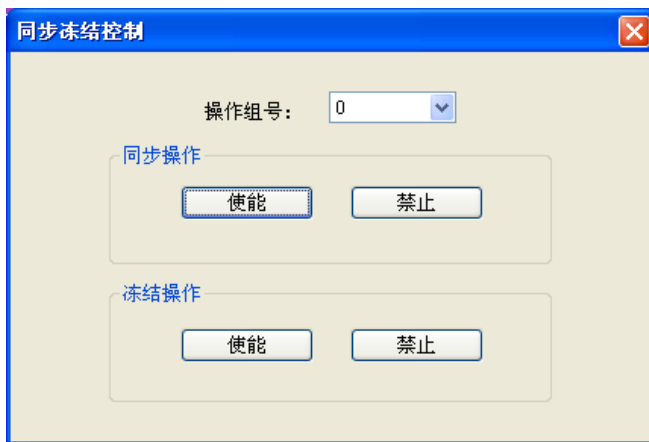 同步冻结控制
操作组号： 0
同步操作
使能 禁止
冻结操作
使能 禁止